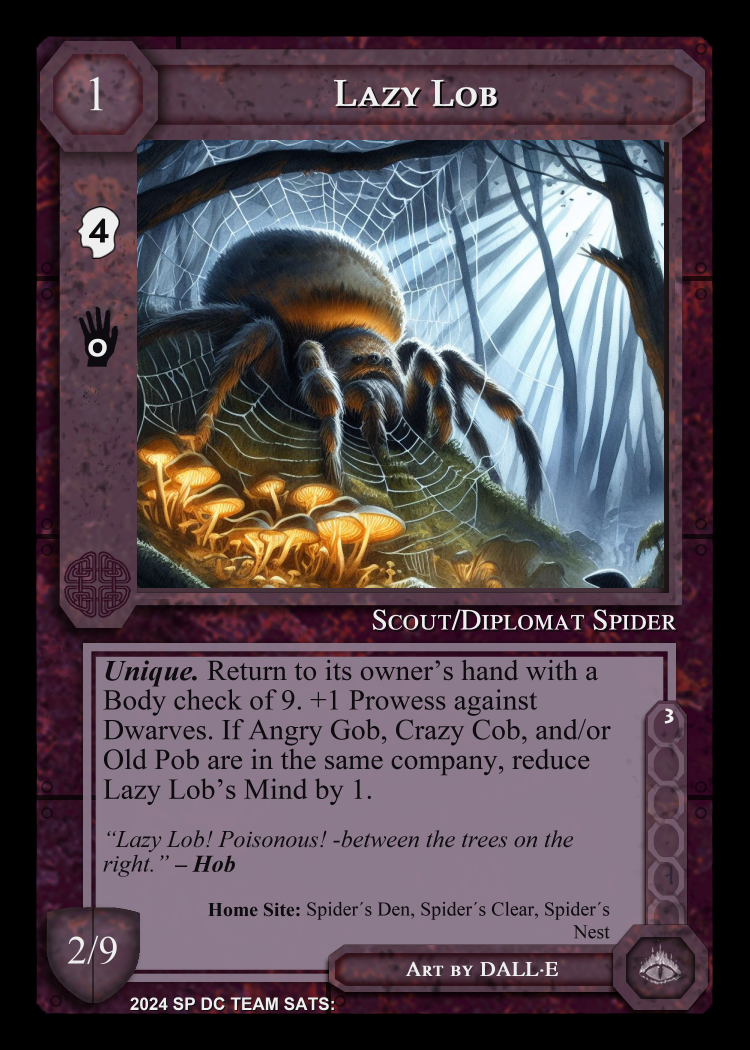 1
Lazy Lob
4
0
Scout/Diplomat Spider
Unique. Return to its owner's hand with a
Body check of 9. +1 Prowess against
Dwarves. If Angry Gob, Crazy Cob, and/or
Old Pob are in the same company, reduce
Lazy Lob's Mind by 1.
3
"Lazy Lob! Poisonous! -between the trees on the
right." – Hob
Home Site: Spider´s Den, Spider´s Clear, Spider´s
Nest
2/9
Art by DALL·E
2024 SP DC TEAM SATS: